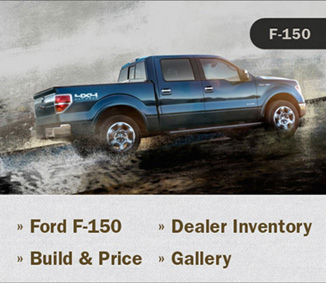 F-150
4X4
» Ford F-150
» Dealer Inventory
» Build & Price
» Gallery